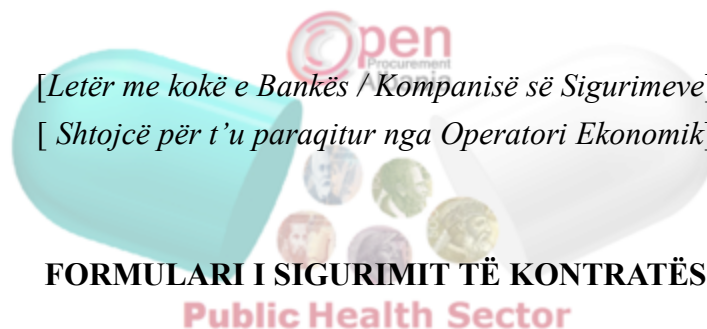 Open
Procurement
Albania
[Letër me kokë e Bankës / Kompanisë së Sigurimeve]
[ Shtojcë për t’u paraqitur nga Operatori Ekonomik]
FORMULARI I SIGURIMIT TË KONTRATËS
Public Health Sector